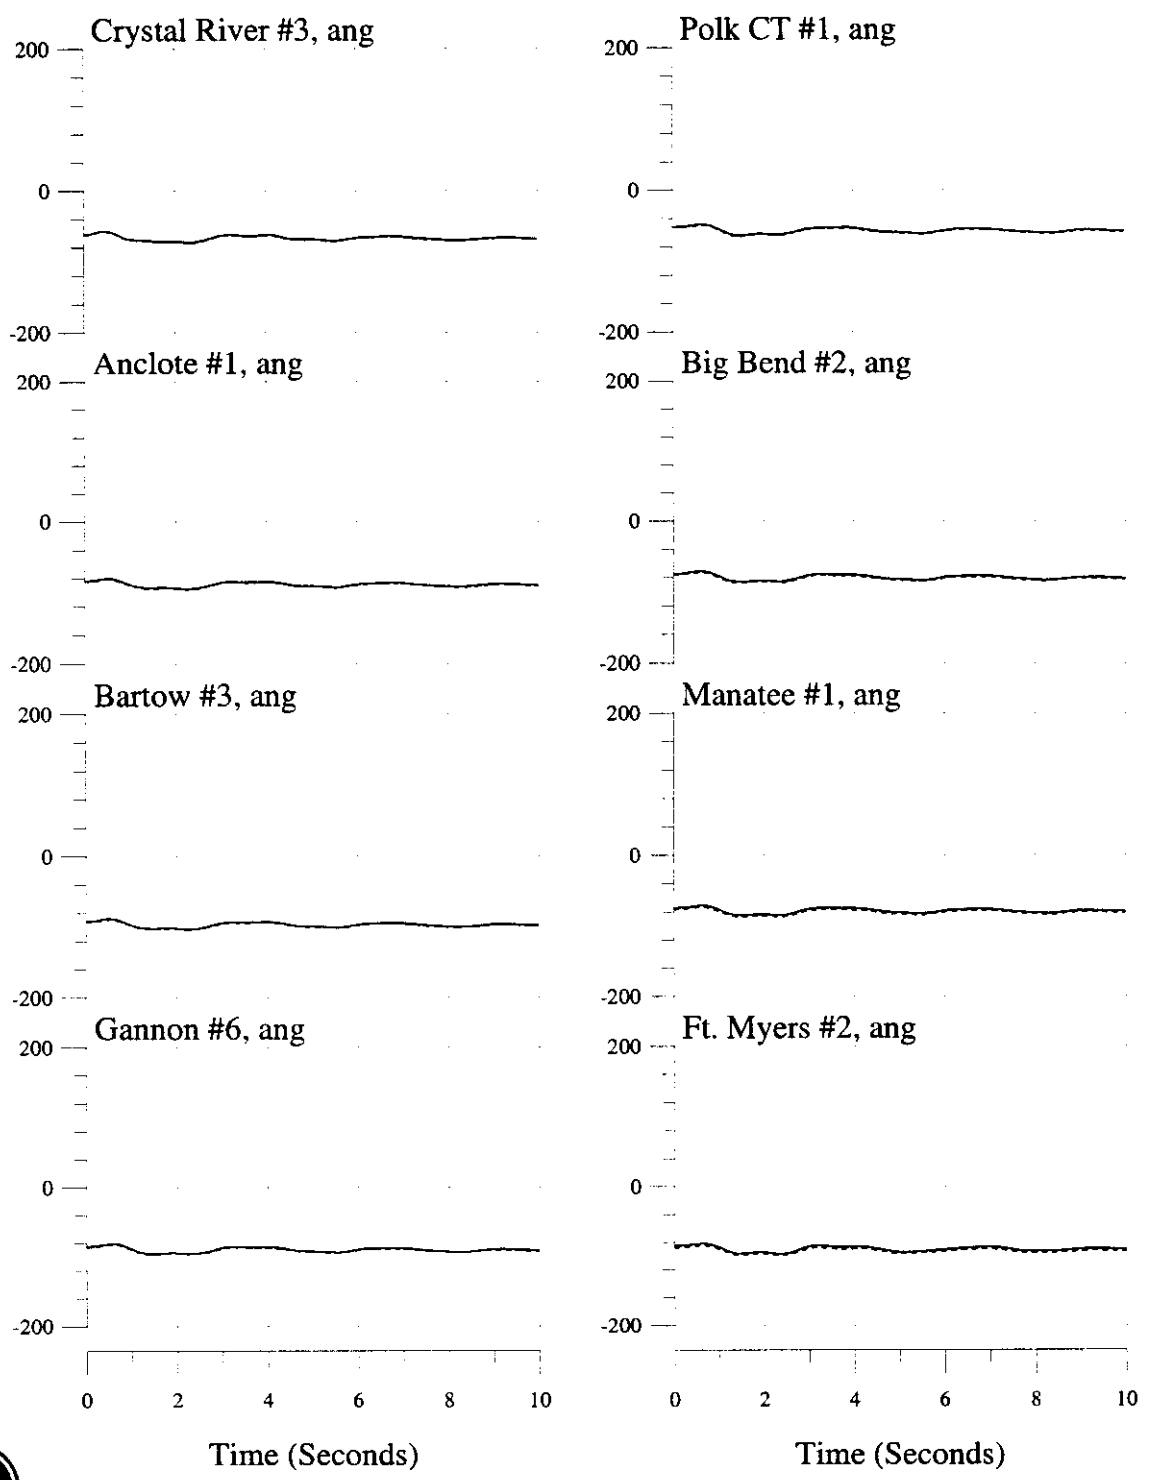 Crystal River #3, ang
200
0
-200
Anclote #1, ang
200
0
-200
Bartow #3, ang
200
0
-200
Gannon #6, ang
200
0
-200
0 2 4 6 8 10
Time (Seconds)
Polk CT #1, ang
200
0
-200
Big Bend #2, ang
200
0
-200
Manatee #1, ang
200
0
-200
Ft. Myers #2, ang
200
0
-200
0 2 4 6 8 10
Time (Seconds)